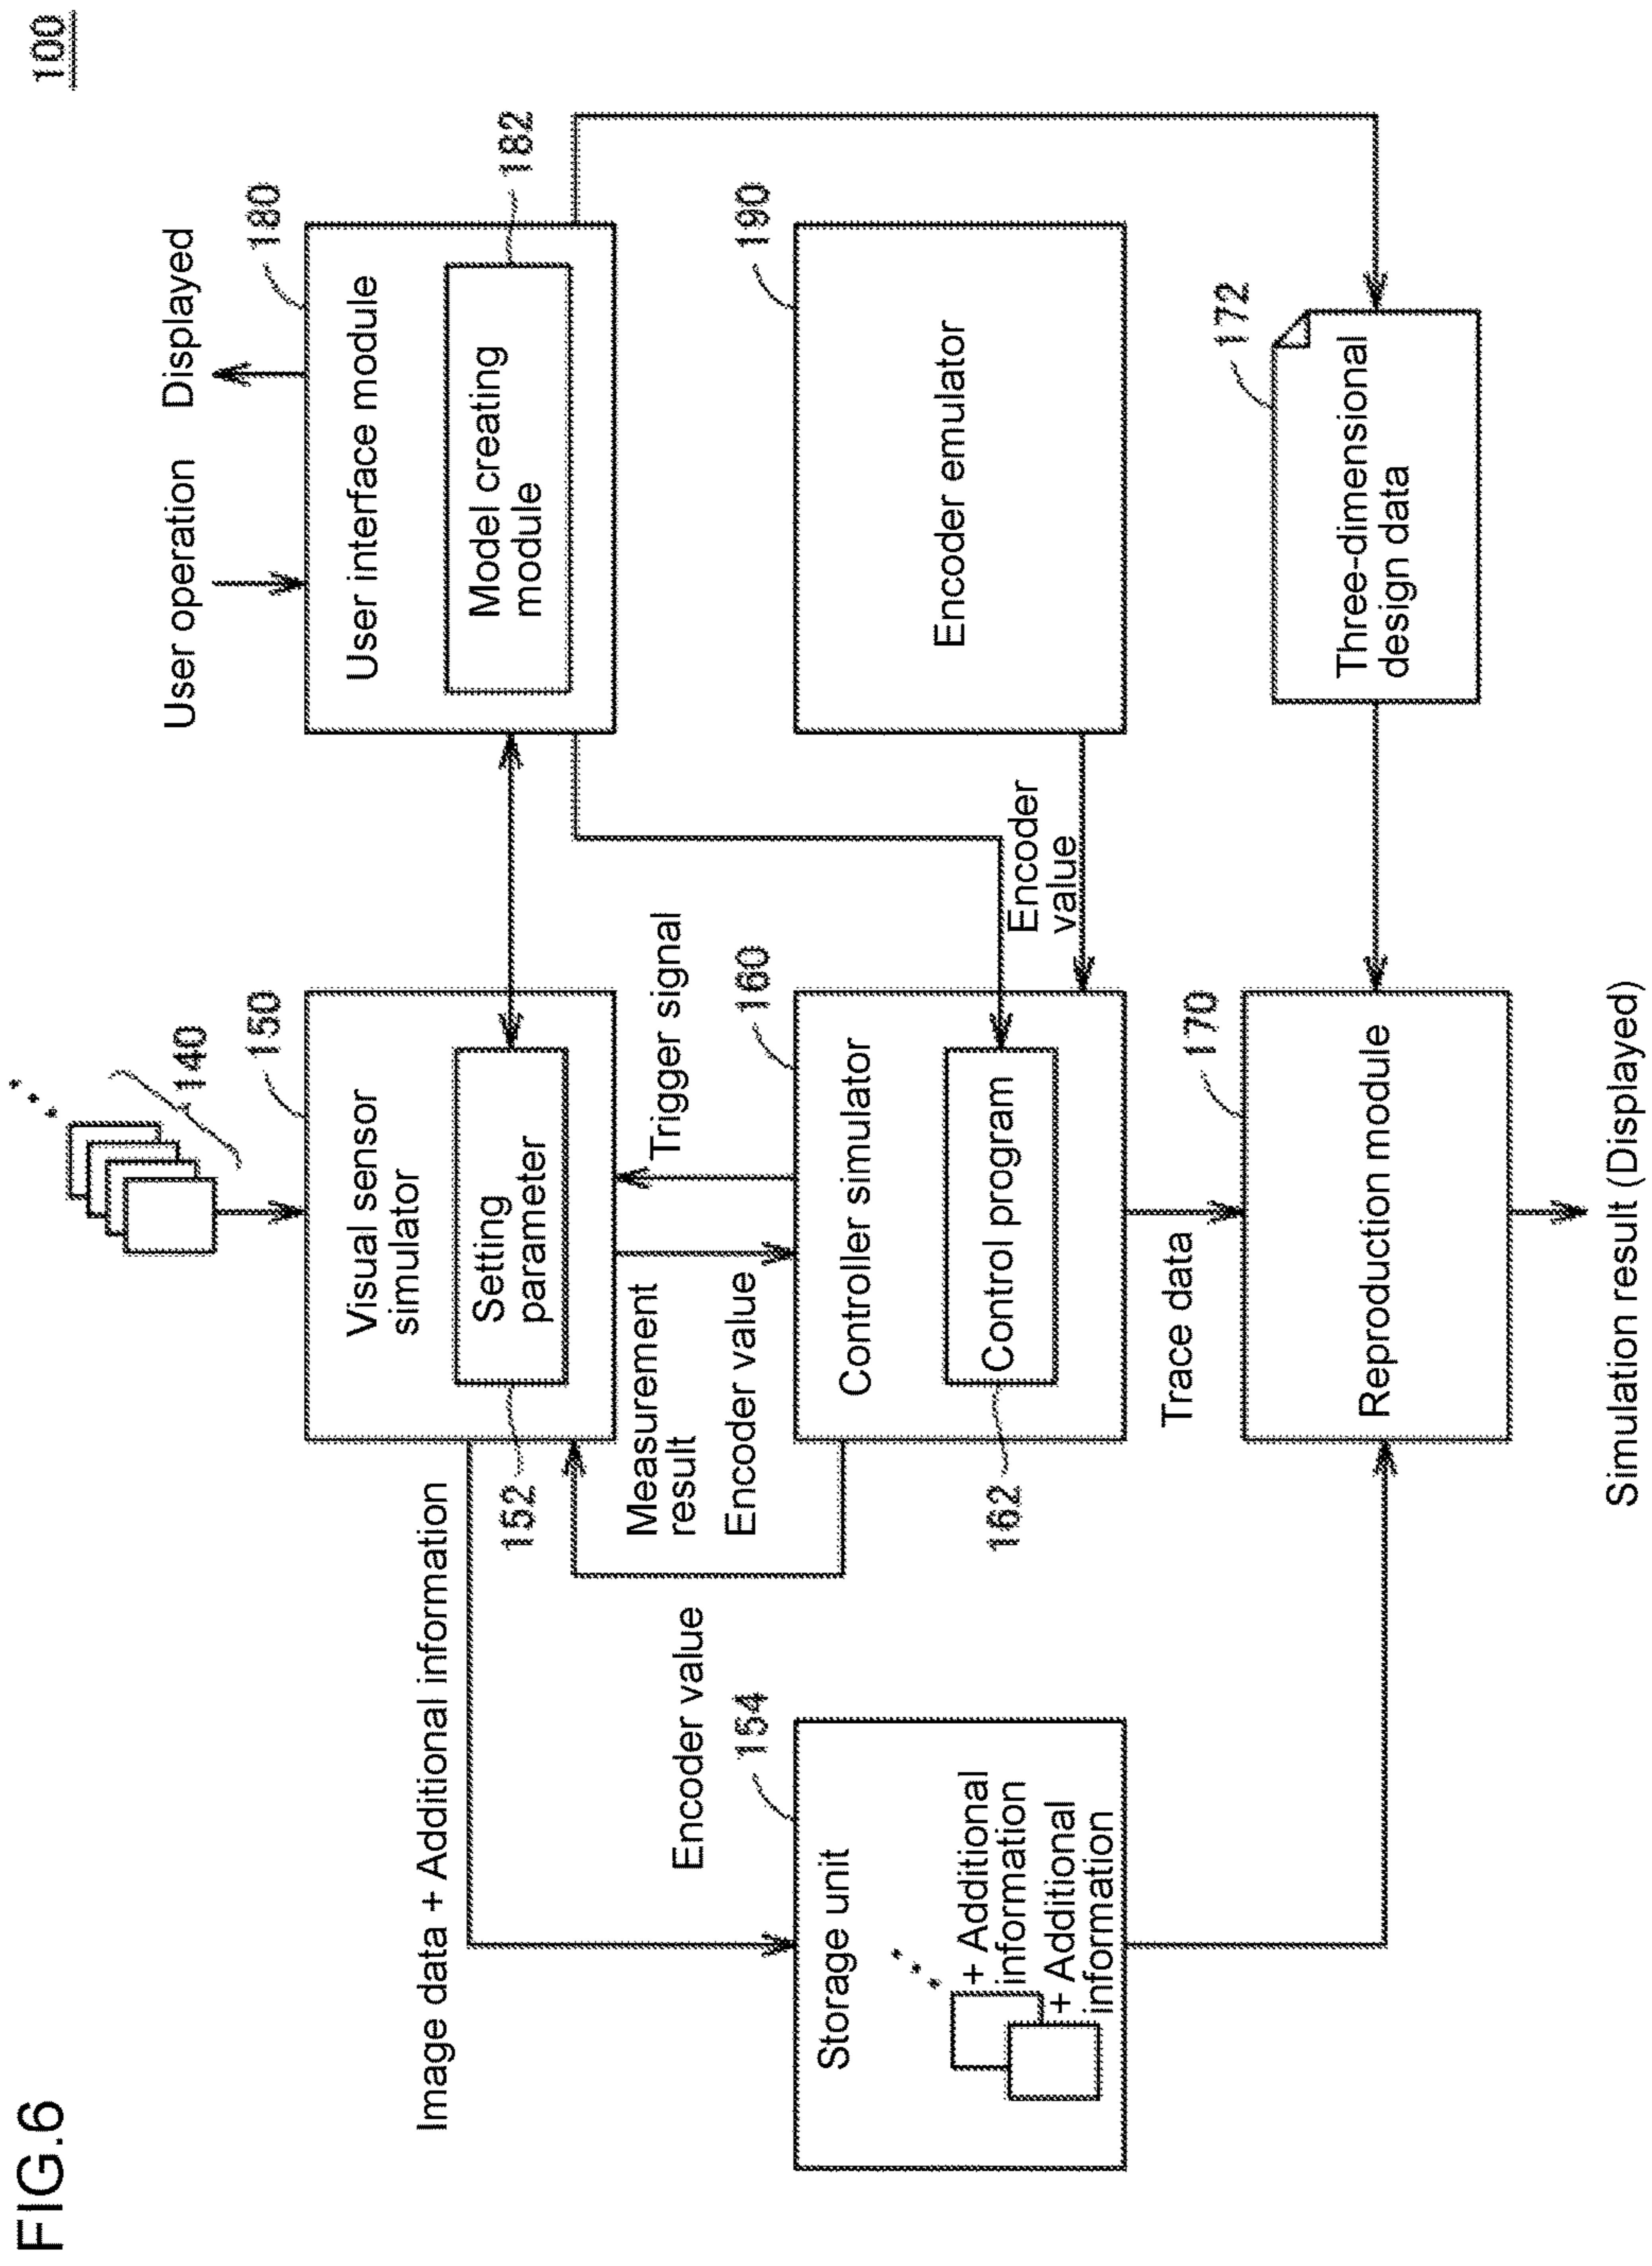 FIG.6
100
140
User operation
Displayed
150
180
Visual sensor
simulator
User interface module
Setting
parameter
Model creating
module
152
182
Image data + Additional information
Measurement
result
Trigger signal
Encoder value
Encoder value
154
160
190
Storage unit
Controller simulator
Encoder emulator
+ Additional
information
+ Additional
information
Control program
162
Encoder
value
Trace data
170
172
Reproduction module
Three-dimensional
design data
Simulation result (Displayed)